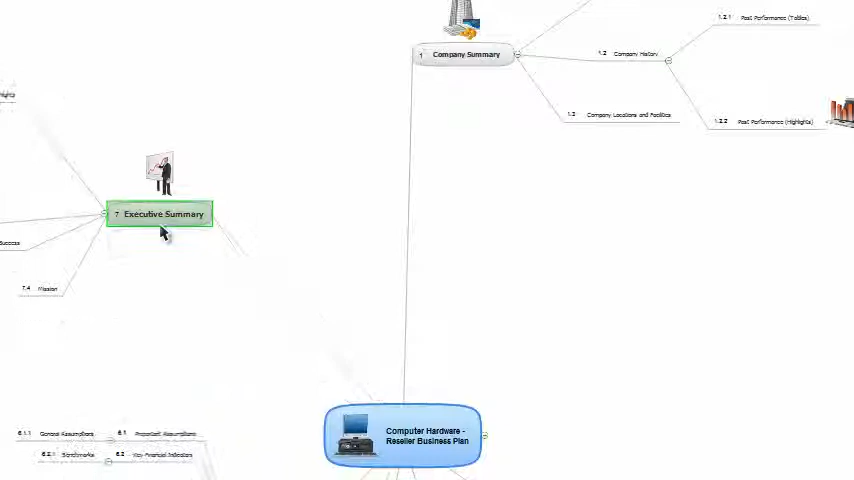 1.2.1 Past Performance (Tables)
1 Company Summary
1.2 Company History
1.3 Company Locations and Facilities
1.2.2 Past Performance (Highlights)
7 Executive Summary
Success
7.4 Mission
Computer Hardware -
Reseller Business Plan
6.1.1 General Assumptions 6.1 Important Assumptions
6.2.1 Benchmarks 6.2 Key Financial Indicators